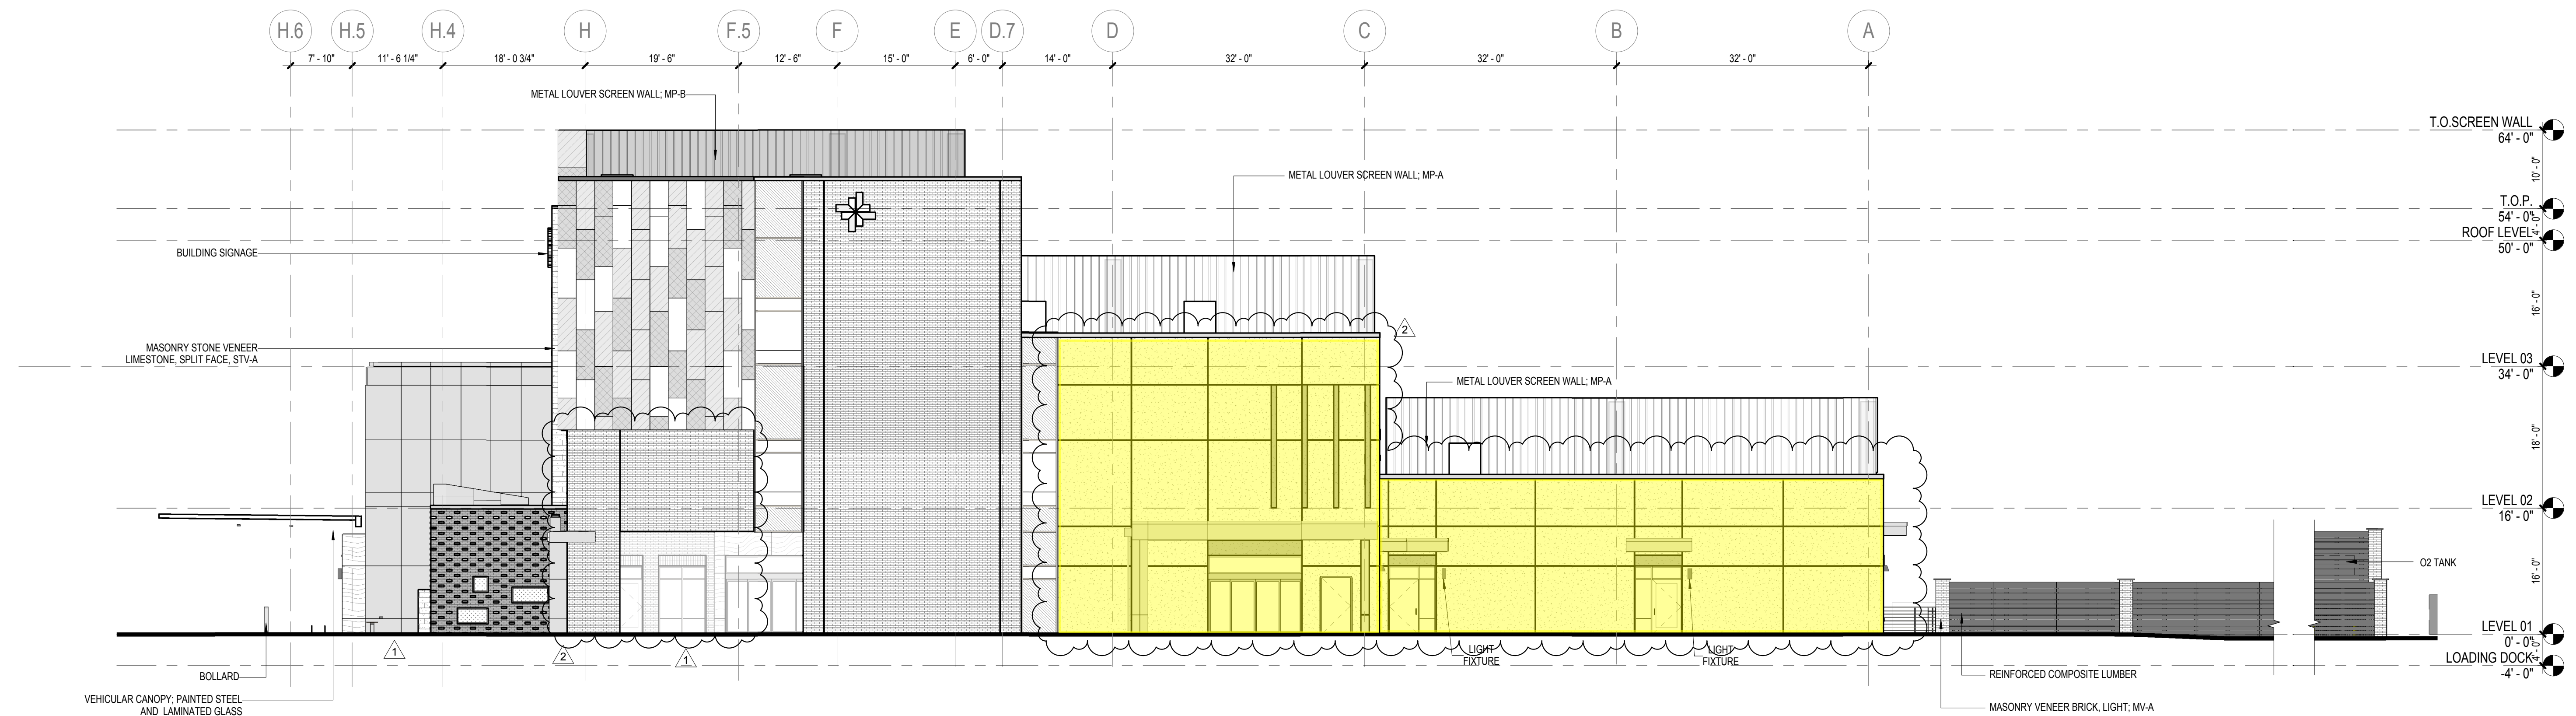 H.6 H.5 H.4 H F.5 F E D.7 D C B A
7' - 10" 11' - 6 1/4" 18' - 0 3/4" 19' - 6" 12' - 6" 15' - 0" 6' - 0" 14' - 0" 32' - 0" 32' - 0" 32' - 0"
METAL LOUVER SCREEN WALL; MP-B
METAL LOUVER SCREEN WALL; MP-A
BUILDING SIGNAGE
MASONRY STONE VENEER
LIMESTONE, SPLIT FACE, STV-A
2
METAL LOUVER SCREEN WALL; MP-A
T.O.SCREEN WALL
64' - 0"
10' - 0"
T.O.P.
54' - 0"
4' - 0"
ROOF LEVEL
50' - 0"
16' - 0"
LEVEL 03
34' - 0"
18' - 0"
LEVEL 02
16' - 0"
O2 TANK
16' - 0"
LEVEL 01
0' - 0"
4' - 0"
LOADING DOCK
-4' - 0"
1
2
1
LIGHT
FIXTURE
LIGHT
FIXTURE
BOLLARD
VEHICULAR CANOPY; PAINTED STEEL
AND LAMINATED GLASS
REINFORCED COMPOSITE LUMBER
MASONRY VENEER BRICK, LIGHT; MV-A